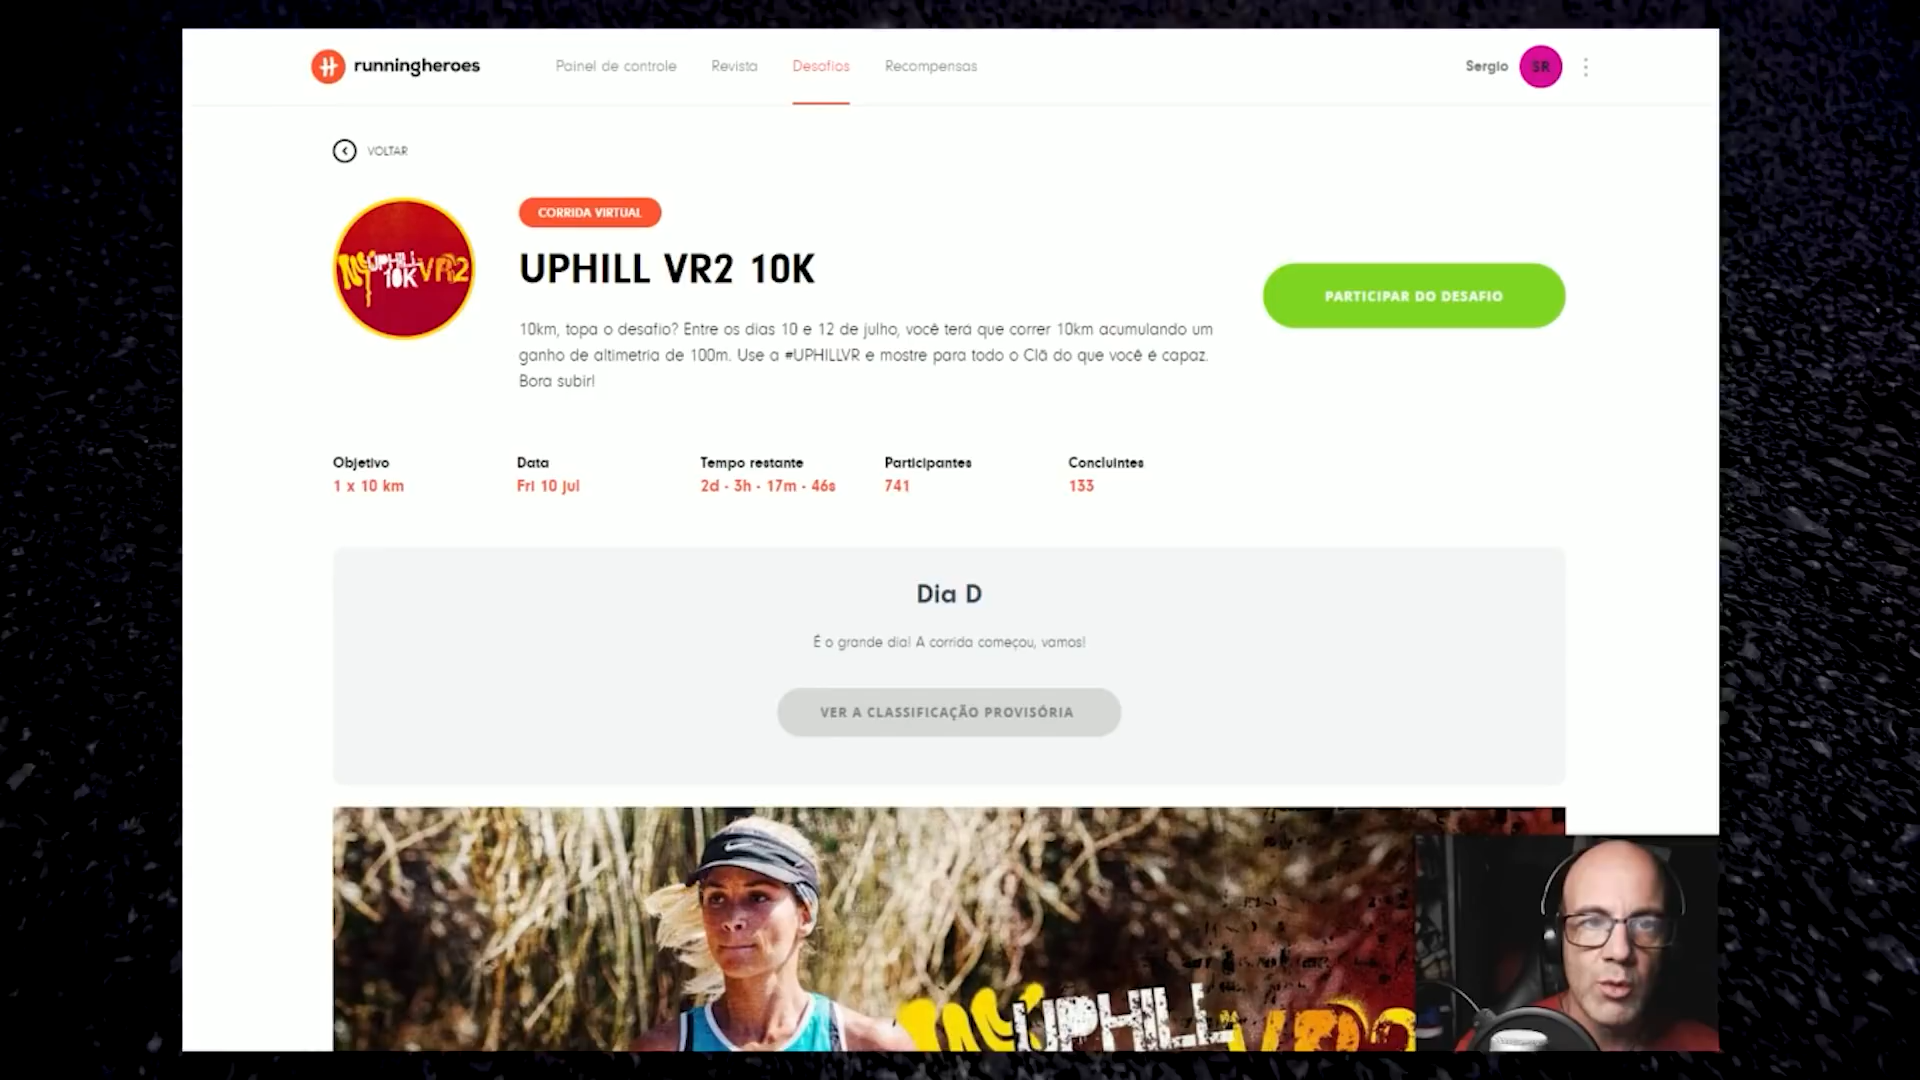 runningheroes
Painel de controle
Revista
Desafios
Recompensas
Sergio
SR
VOLTAR
UPHILL
10K
VR2
CORRIDA VIRTUAL
UPHILL VR2 10K
10km, topa o desafio? Entre os dias 10 e 12 de julho, você terá que correr 10km acumulando um
ganho de altimetria de 100m. Use a #UPHILLVR e mostre para todo o Clã do que você é capaz.
Bora subir!
PARTICIPAR DO DESAFIO
Objetivo
1 x 10 km
Data
Fri 10 Jul
Tempo restante
2d - 3h - 17m - 46s
Participantes
741
Concluintes
133
Dia D
É o grande dia! A corrida começou, vamos!
VER A CLASSIFICAÇÃO PROVISÓRIA
UPHILL